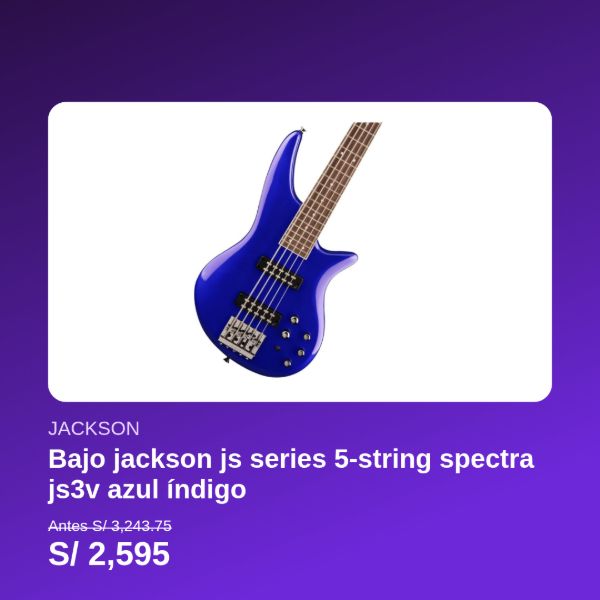 JACKSON
Bajo jackson js series 5-string spectra
js3v azul índigo
Antes S/ 3,243.75
S/ 2,595